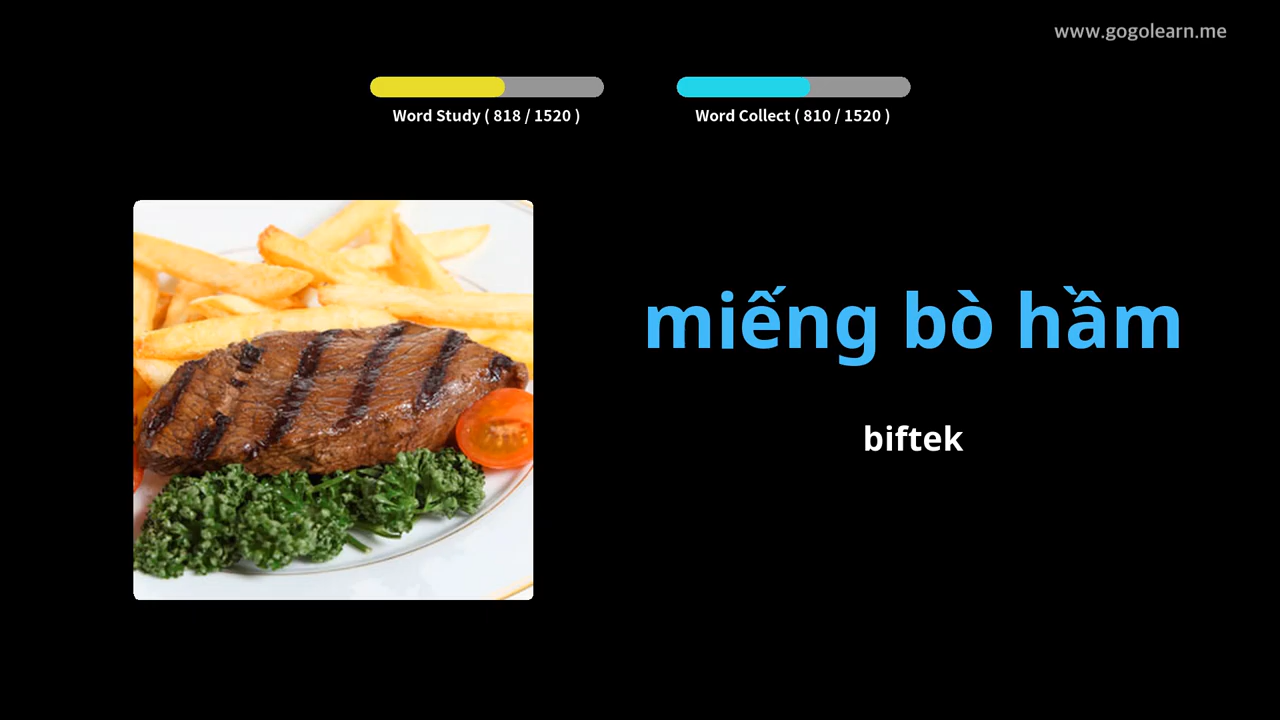 www.gogolearn.me
Word Study ( 818 / 1520 )
Word Collect ( 810 / 1520 )
miếng bò hầm
biftek